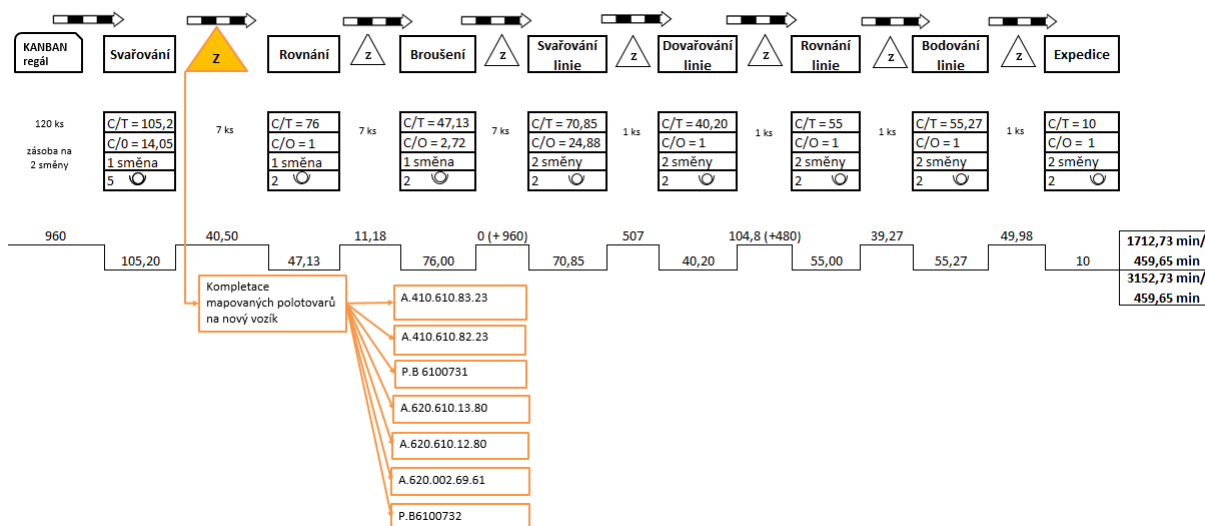 KANBAN
regál
Svařování
Z
Rovnání
Z
Broušení
Z
Svařování
linie
Z
Dovařování
linie
Z
Rovnání
linie
Z
Bodování
linie
Z
Expedice
120 ks
zásoba na
2 směny
C/T = 105,2
C/0 = 14,05
1 směna
5
7 ks
C/T = 76
C/O = 1
1 směna
2
7 ks
C/T = 47,13
C/O = 2,72
1 směna
2
7 ks
C/T = 70,85
C/O = 24,88
2 směny
2
1 ks
C/T = 40,20
C/O = 1
2 směny
2
1 ks
C/T = 55
C/O = 1
2 směny
2
1 ks
C/T = 55,27
C/O = 1
2 směny
2
1 ks
C/T = 10
C/O = 1
2 směny
2
960
40,50
11,18
0 (+ 960)
507
104,8 (+480)
39,27
49,98
105,20
47,13
76,00
70,85
40,20
55,00
55,27
10
1712,73 min/
459,65 min
3152,73 min/
459,65 min
Kompletace
mapovaných polotovarů
na nový vozík
A.410.610.83.23
A.410.610.82.23
P.B 6100731
A.620.610.13.80
A.620.610.12.80
A.620.002.69.61
P.B6100732